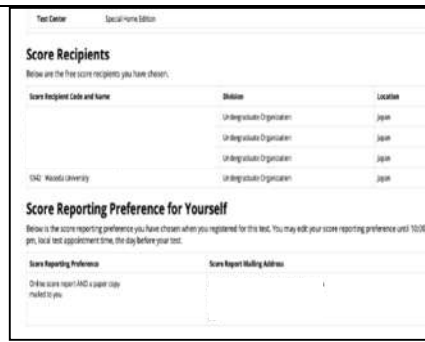 Test Center Special Home Edition
Score Recipients
Below are the free score recipients you have chosen.
Score Recipient Code and Name Division Location
Undergraduate Organization Japan
Undergraduate Organization Japan
Undergraduate Organization Japan
Waseda University Undergraduate Organization Japan
Score Reporting Preference for Yourself
Below is the score reporting preference you have chosen when you registered for this test. You may edit your score reporting preference until 10:00
pm, local test appointment time, the day before your test.
Score Reporting Preference Score Report Mailing Address
Online score report AND a paper copy
mailed to you